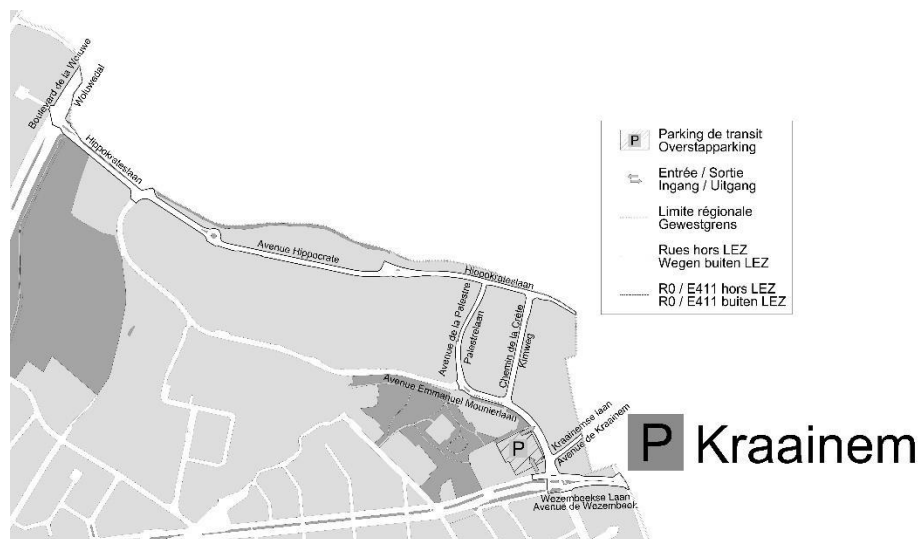 Boulevard de la Woluwe
Woluwedal
Hippokrateslaan
Avenue Hippocrate
Hippokrateslaan
Avenue de la Palestre
Palestrelaan
Chemin de la Crête
Kimweg
Avenue Emmanuel Mounierlaan
Kraainemse laan
Avenue de Kraainem
P
Wezembeekse Laan
Avenue de Wezembeek
P Kraainem
P
Parking de transit
Overstapparking
Entrée / Sortie
Ingang / Uitgang
Limite régionale
Gewestgrens
Rues hors LEZ
Wegen buiten LEZ
R0 / E411 hors LEZ
R0 / E411 buiten LEZ